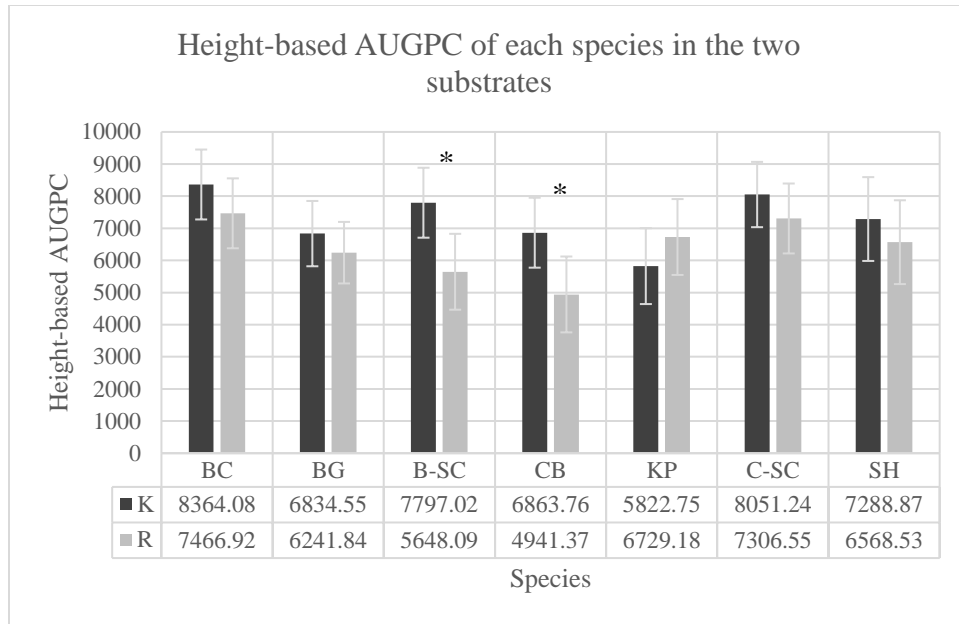 Height-based AUGPC of each species in the two
substrates
Height-based AUGPC
10000
9000
8000
7000
6000
5000
4000
3000
2000
1000
0
* *
BC BG B-SC CB KP C-SC SH
K 8364.08 6834.55 7797.02 6863.76 5822.75 8051.24 7288.87
R 7466.92 6241.84 5648.09 4941.37 6729.18 7306.55 6568.53
Species